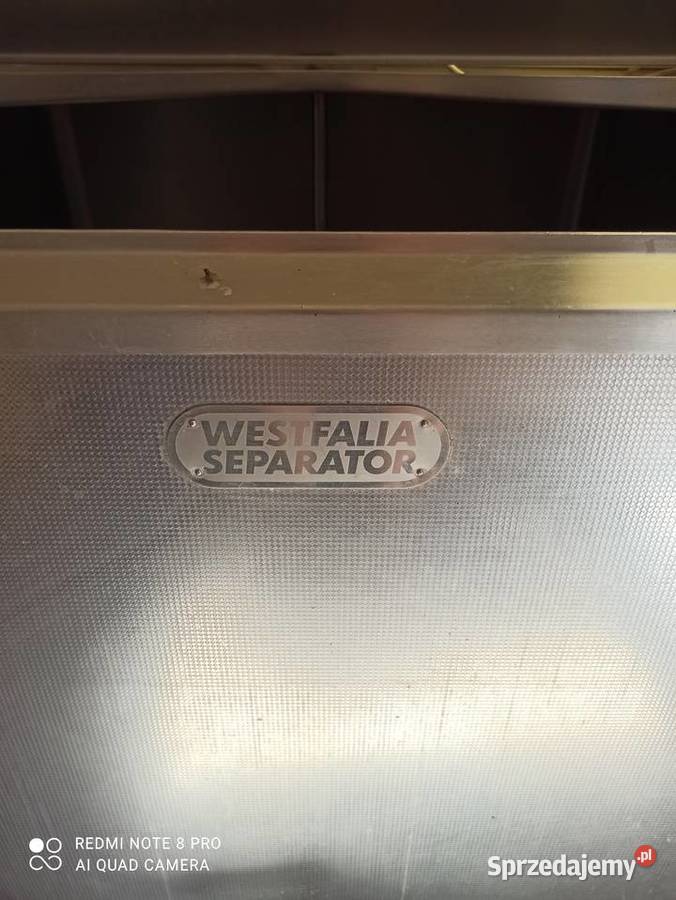 WESTFALIA
SEPARATOR
REDMI NOTE 8 PRO
AI QUAD CAMERA
Sprzedajemy.pl